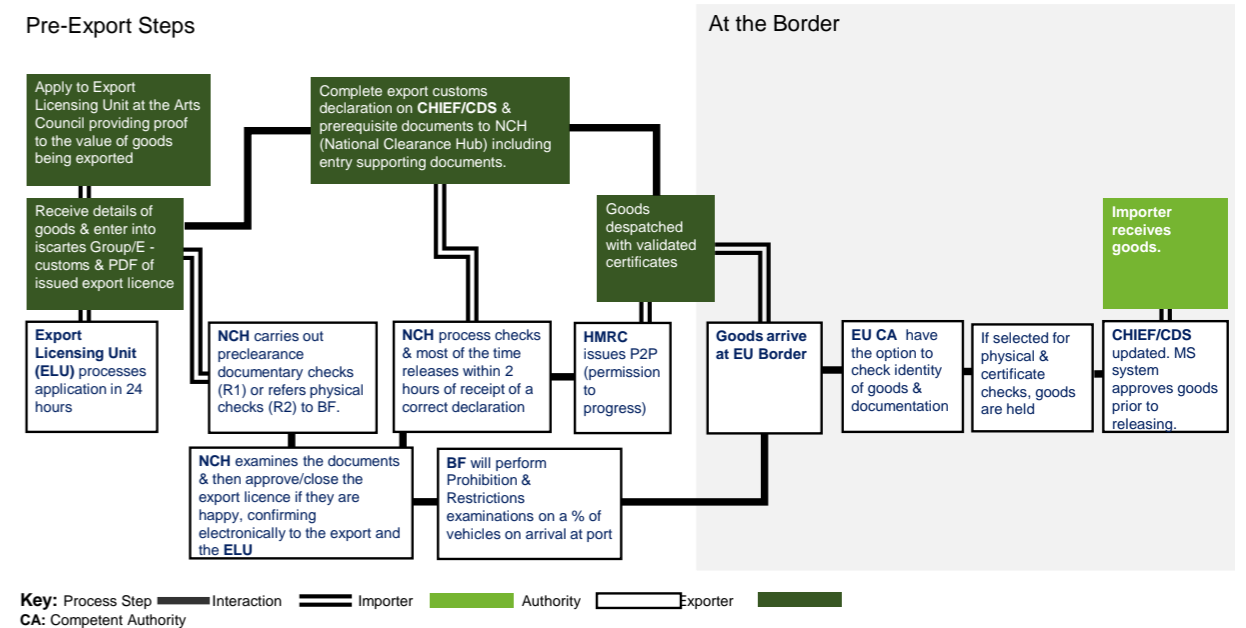 Pre-Export Steps
At the Border
Apply to Export
Licensing Unit at the Arts
Council providing proof
to the value of goods
being exported
Complete export customs
declaration on CHIEF/CDS &
prerequisite documents to NCH
(National Clearance Hub) including
entry supporting documents.
Receive details of
goods & enter into
iscartes Group/E -
customs & PDF of
issued export licence
Goods
despatched
with validated
certificates
Importer
receives
goods.
Export
Licensing Unit
(ELU) processes
application in 24
hours
NCH carries out
preclearance
documentary checks
(R1) or refers physical
checks (R2) to BF.
NCH process checks
& most of the time
releases within 2
hours of receipt of a
correct declaration
HMRC
issues P2P
(permission
to
progress)
Goods arrive
at EU Border
EU CA have
the option to
check identity
of goods &
documentation
If selected for
physical &
certificate
checks, goods
are held
CHIEF/CDS
updated. MS
system
approves goods
prior to
releasing.
NCH examines the documents
& then approve/close the
export licence if they are
happy, confirming
electronically to the export and
the ELU
BF will perform
Prohibition &
Restrictions
examinations on a % of
vehicles on arrival at port
Key: Process Step Interaction Importer Authority Exporter
CA: Competent Authority